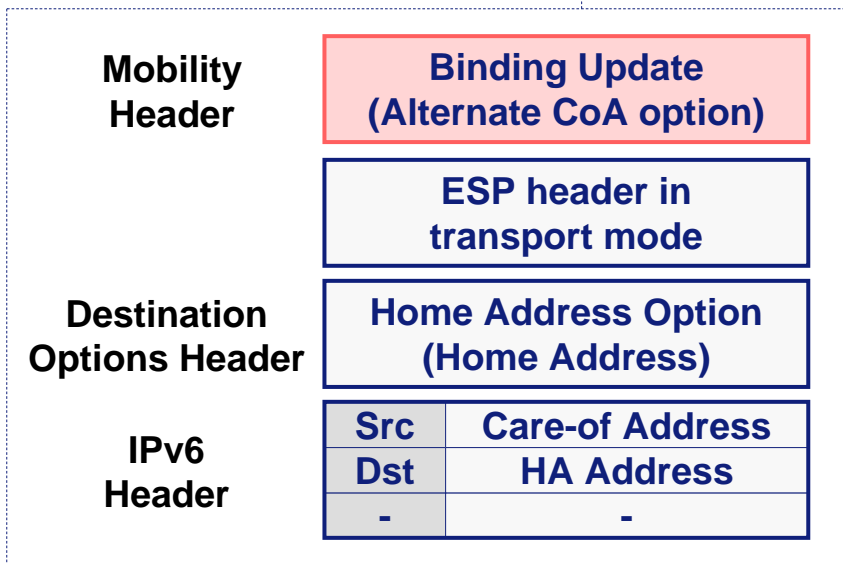 Mobility
Header
Binding Update
(Alternate CoA option)
ESP header in
transport mode
Destination
Options Header
Home Address Option
(Home Address)
IPv6
Header
Src Care-of Address
Dst HA Address
- -